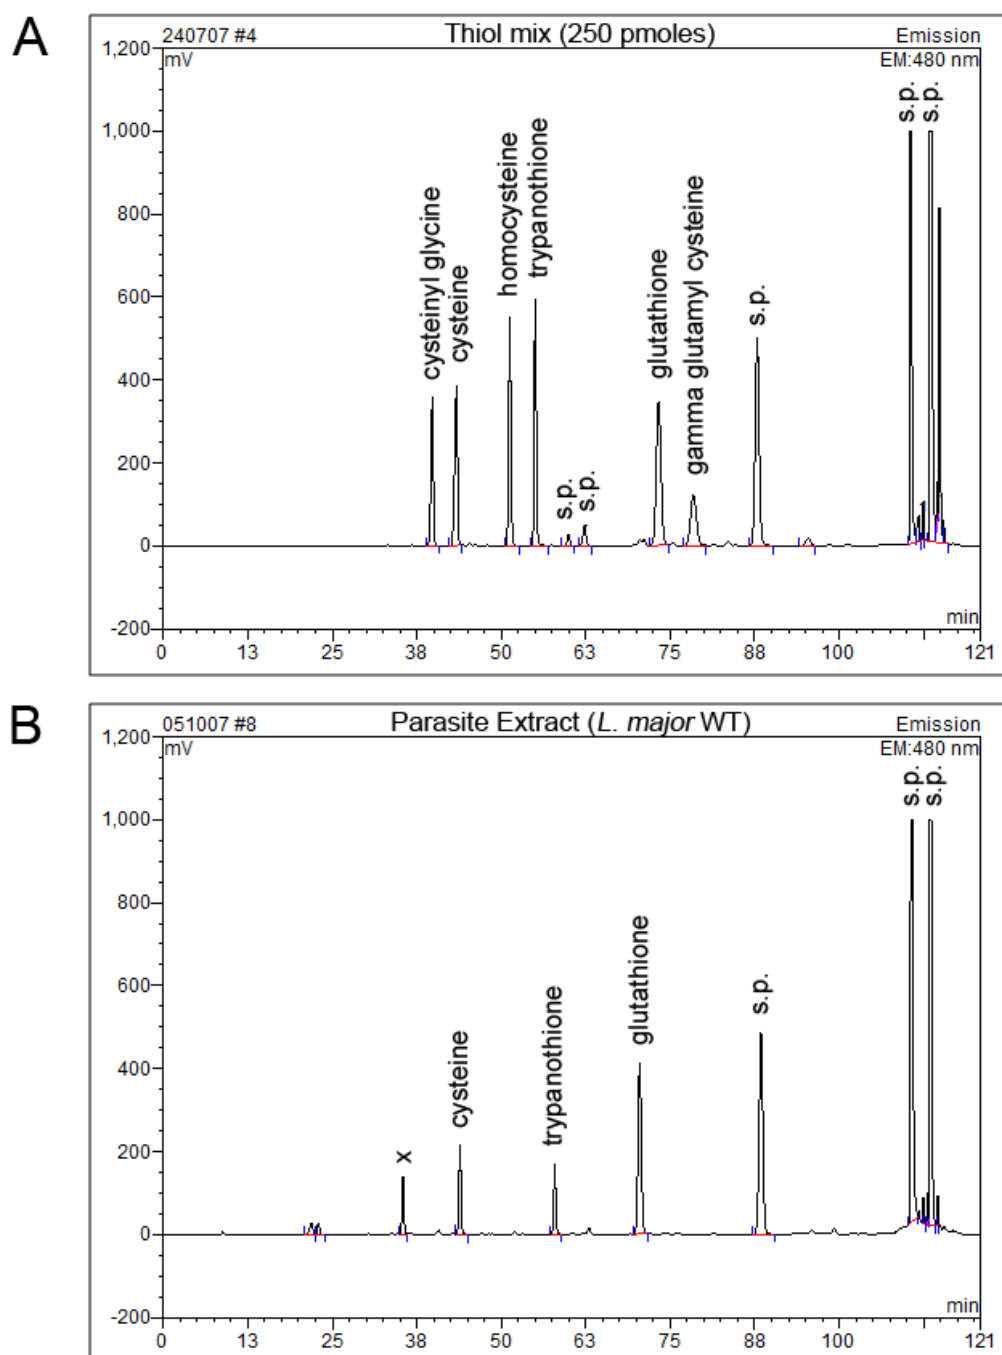 A
240707 #4 Thiol mix (250 pmoles) Emission
mV EM:480 nm
1,200
1,000
800
600
400
200
0
-200
cysteinyl glycine
cysteine
homocysteine
trypanothione
s.p.
s.p.
glutathione
gamma glutamyl cysteine
s.p.
s.p.
s.p.
min
0 13 25 38 50 63 75 88 100 121
B
051007 #8 Parasite Extract (L. major WT) Emission
mV EM:480 nm
1,200
1,000
800
600
400
200
0
-200
x
cysteine
trypanothione
glutathione
s.p.
s.p.
s.p.
min
0 13 25 38 50 63 75 88 100 121